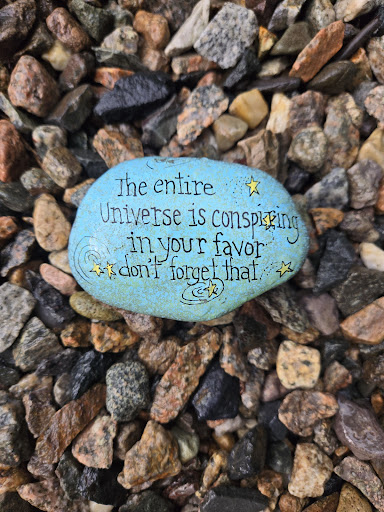 The entire
Universe is conspiring
in your favor
don't forget that.